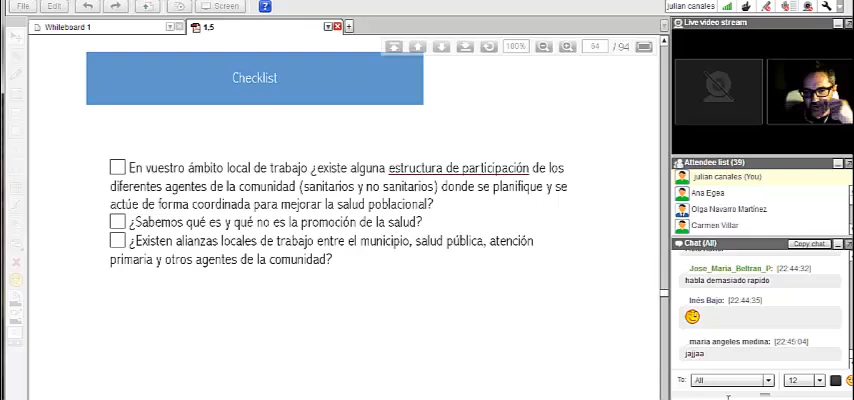 File
Edit
Screen
?
julian canales
Whiteboard 1
1,5
100%
64 / 94
Live video stream
Checklist
En vuestro ámbito local de trabajo ¿existe alguna estructura de participación de los
diferentes agentes de la comunidad (sanitarios y no sanitarios) donde se planifique y se
actúe de forma coordinada para mejorar la salud poblacional?
¿Sabemos qué es y qué no es la promoción de la salud?
¿Existen alianzas locales de trabajo entre el municipio, salud pública, atención
primaria y otros agentes de la comunidad?
Attendee list (39)
julian canales (You)
Ana Egea
Olga Navarro Martínez
Carmen Villar
Chat (All)
Copy chat...
Jose_Maria_Beltran_P: [22:44:32]
habla demasiado rapido
Inés Bajo: [22:44:35]
maria angeles medina: [22:45:04]
jajjaa
To: All
12